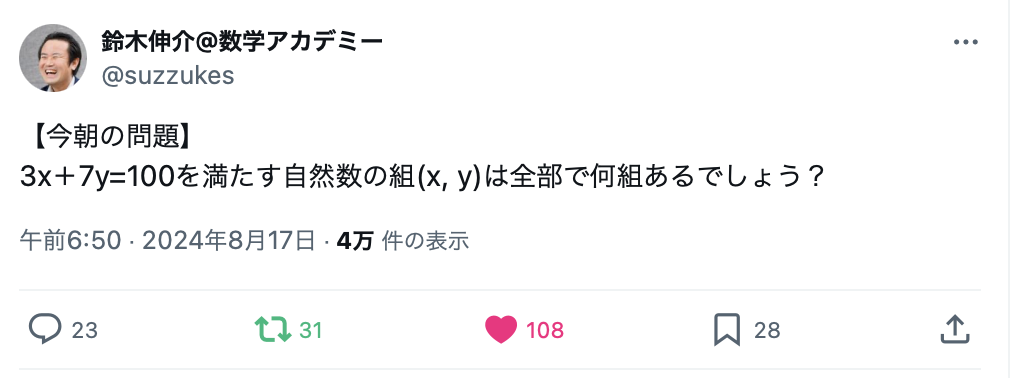 鈴木伸介@数学アカデミー
@suzzukes
【今朝の問題】
3x＋7y=100を満たす自然数の組(x, y)は全部で何組あるでしょう？
午前6:50 · 2024年8月17日 · 4万 件の表示
23 31 108 28